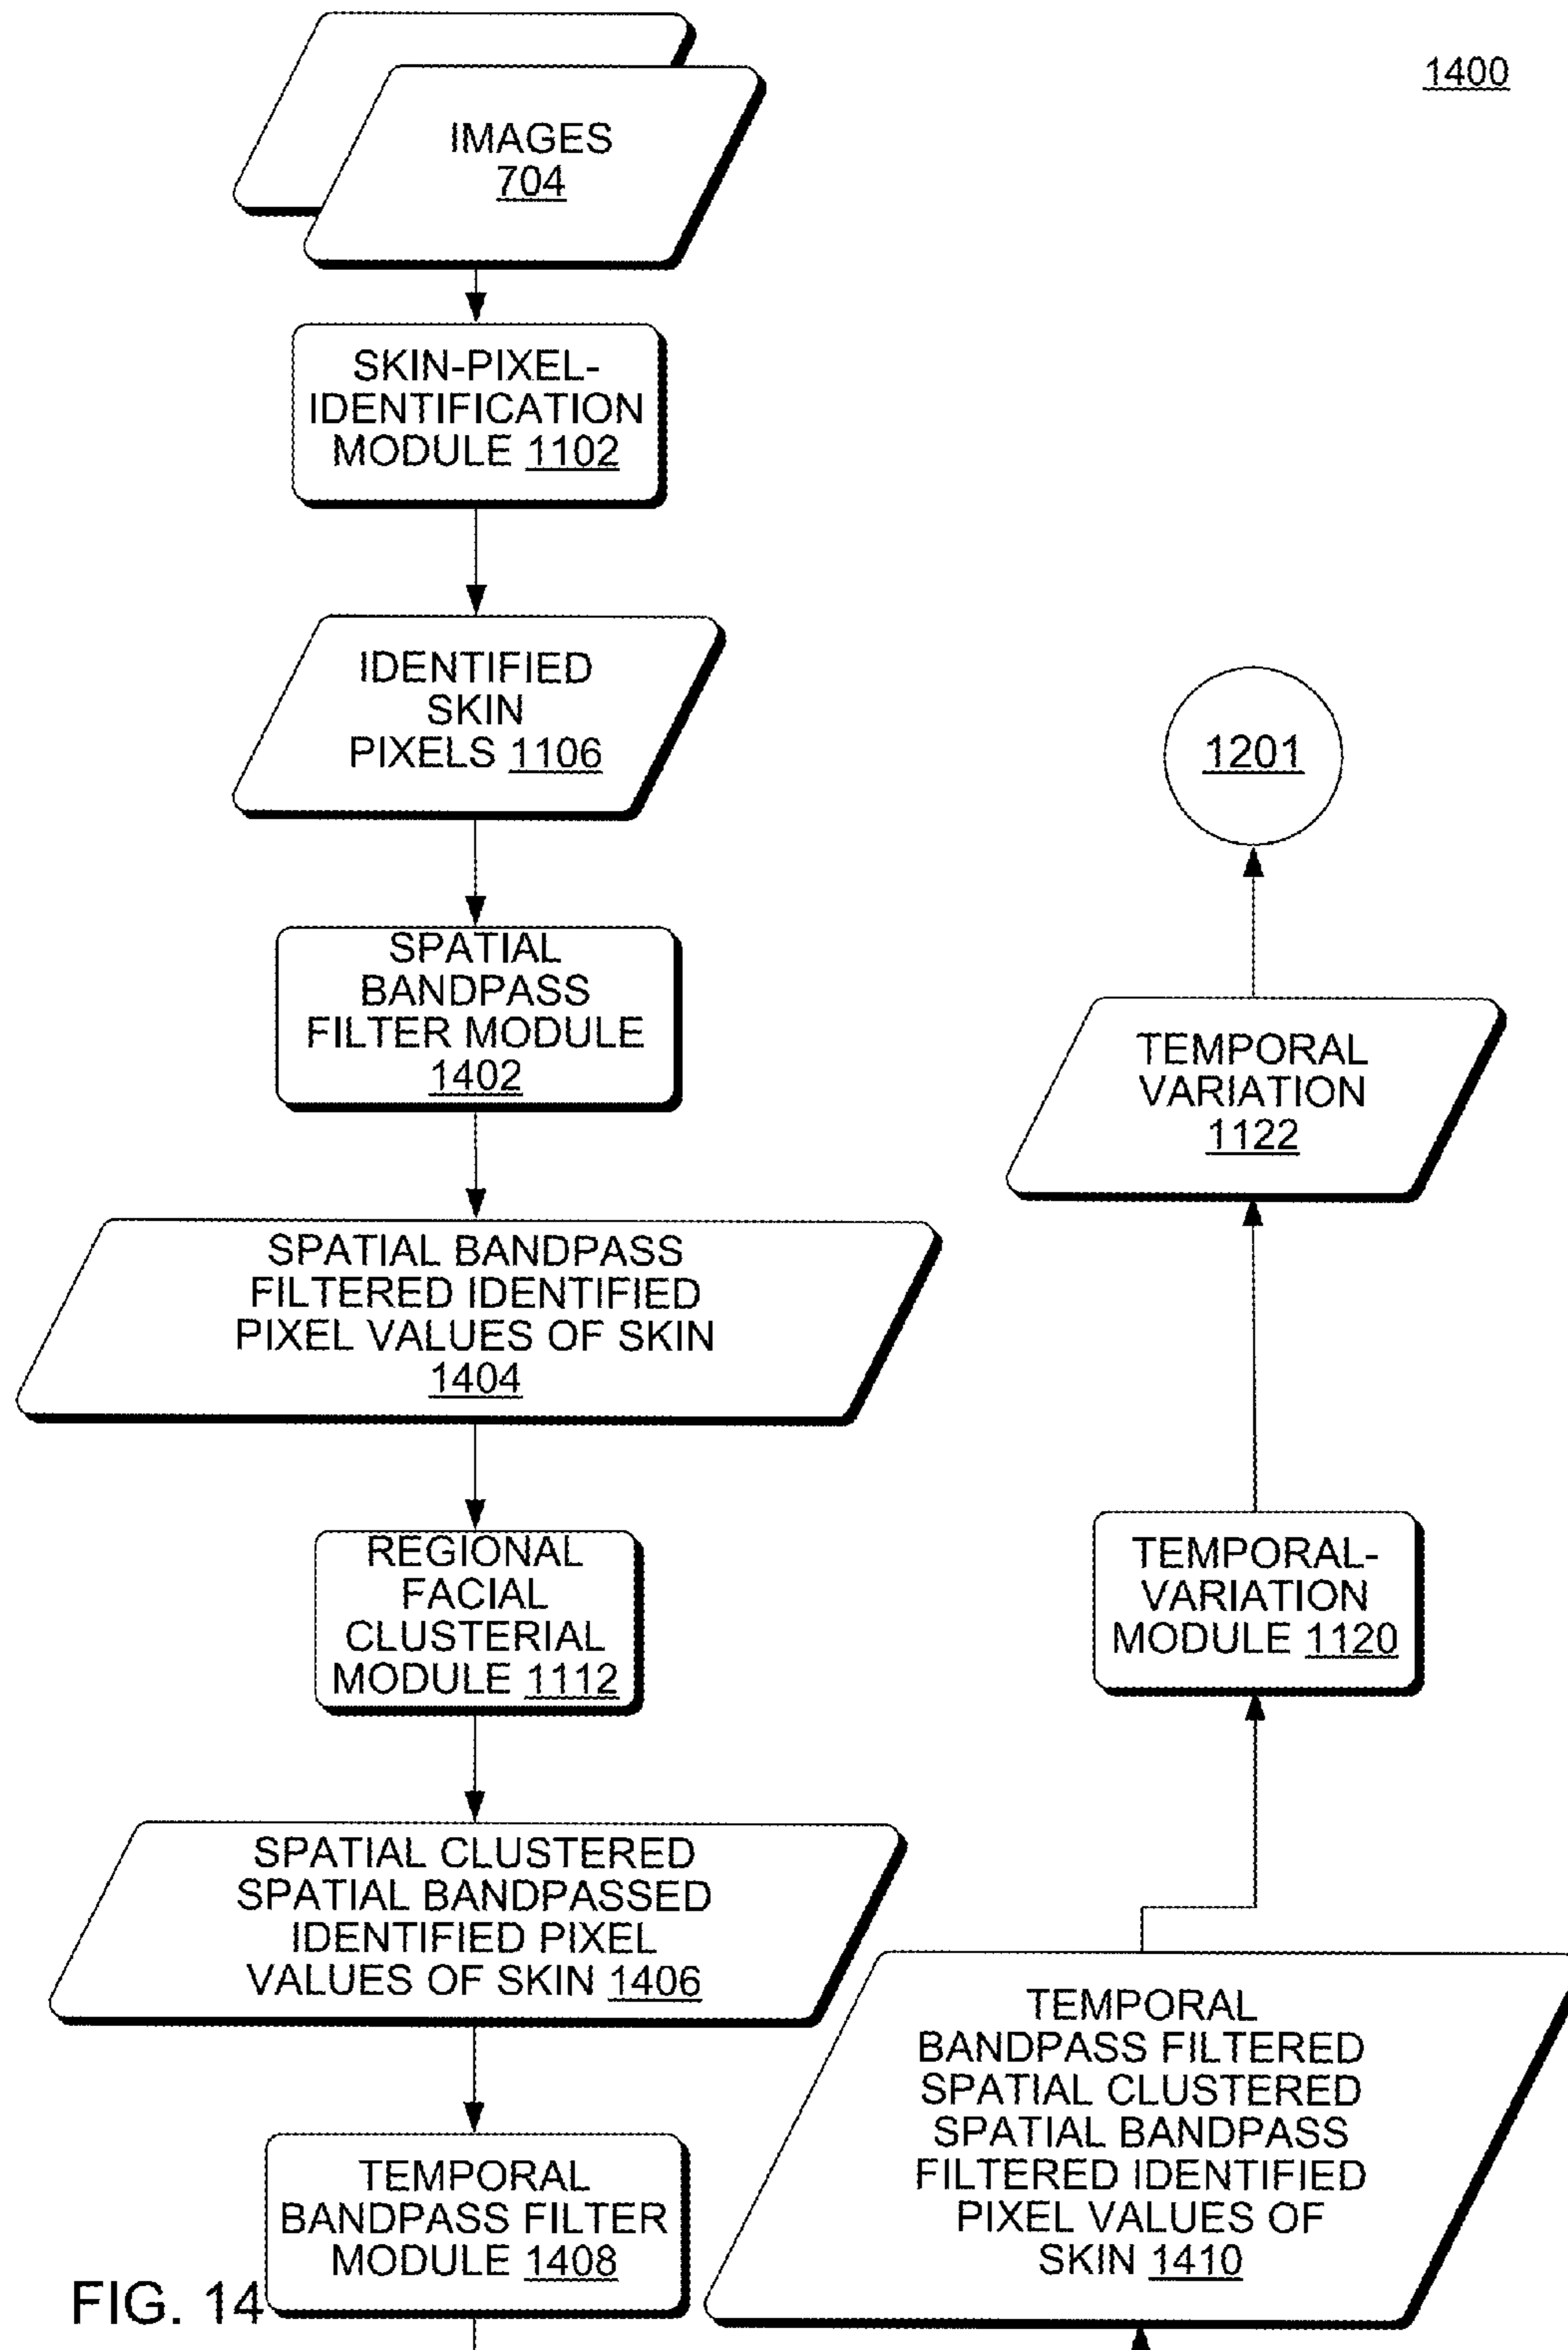 1400
IMAGES
704
SKIN-PIXEL-
IDENTIFICATION
MODULE 1102
IDENTIFIED
SKIN
PIXELS 1106
SPATIAL
BANDPASS
FILTER MODULE
1402
SPATIAL BANDPASS
FILTERED IDENTIFIED
PIXEL VALUES OF SKIN
1404
REGIONAL
FACIAL
CLUSTERIAL
MODULE 1112
SPATIAL CLUSTERED
SPATIAL BANDPASSED
IDENTIFIED PIXEL
VALUES OF SKIN 1406
TEMPORAL
BANDPASS FILTER
MODULE 1408
TEMPORAL
BANDPASS FILTERED
SPATIAL CLUSTERED
SPATIAL BANDPASS
FILTERED IDENTIFIED
PIXEL VALUES OF
SKIN 1410
TEMPORAL-
VARIATION
MODULE 1120
TEMPORAL
VARIATION
1122
1201
FIG. 14